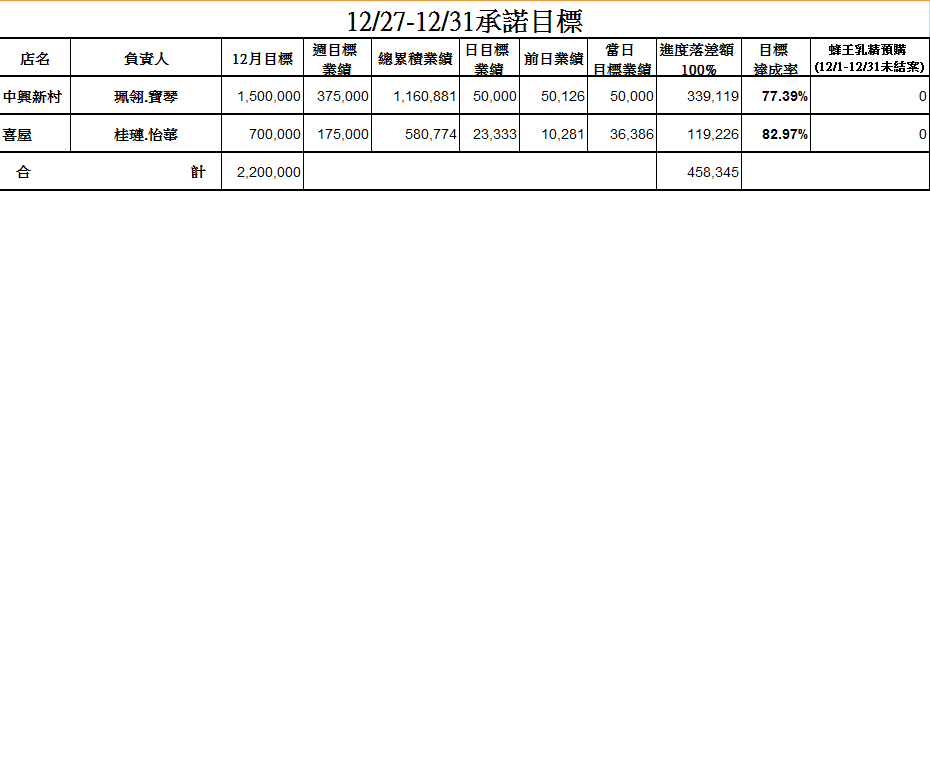 12/27-12/31承諾目標
店名 負責人 12月目標 週目標業績 總累積業績 日目標業績 前日業績 當日目標業績 進度落差額100% 目標達成率 蜂王乳精預購(12/1-12/31未結案)
中興新村 珮翎.寶琴 1,500,000 375,000 1,160,881 50,000 50,126 50,000 339,119 77.39% 0
喜屋 桂璉.怡華 700,000 175,000 580,774 23,333 10,281 36,386 119,226 82.97% 0
合計 2,200,000 458,345